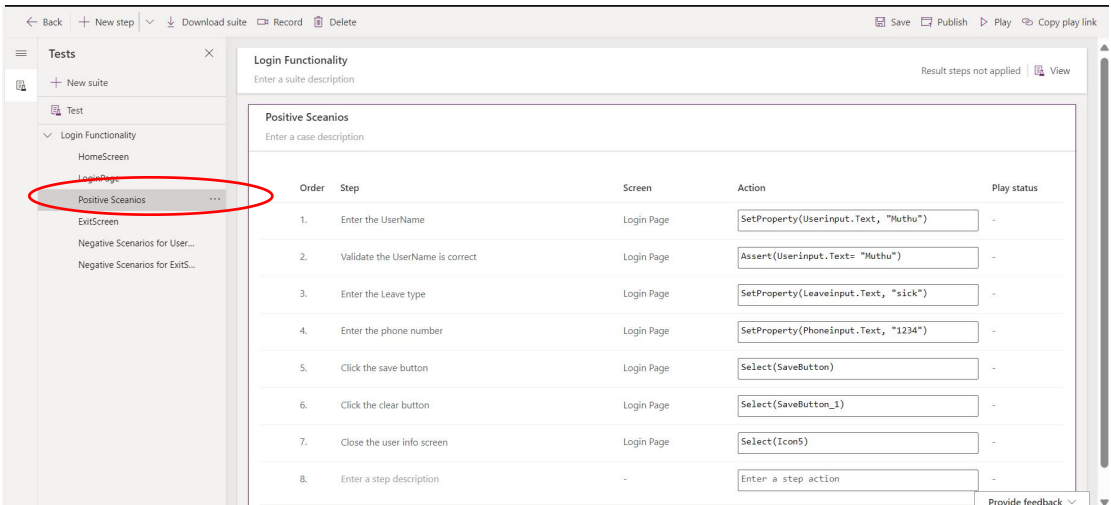 Back New step Download suite Record Delete Save Publish Play Copy play link
Tests
New suite
Test
Login Functionality
HomeScreen
LoginPage
Positive Sceanios ...
ExitScreen
Negative Scenarios for User...
Negative Scenarios for ExitS...
Login Functionality
Enter a suite description
Result steps not applied View
Positive Sceanios
Enter a case description
Order Step Screen Action Play status
1. Enter the UserName Login Page SetProperty(Userinput.Text, "Muthu") -
2. Validate the UserName is correct Login Page Assert(Userinput.Text= "Muthu") -
3. Enter the Leave type Login Page SetProperty(Leaveinput.Text, "sick") -
4. Enter the phone number Login Page SetProperty(Phoneinput.Text, "1234") -
5. Click the save button Login Page Select(SaveButton) -
6. Click the clear button Login Page Select(SaveButton_1) -
7. Close the user info screen Login Page Select(Icon5) -
8. Enter a step description - Enter a step action -
Provide feedback